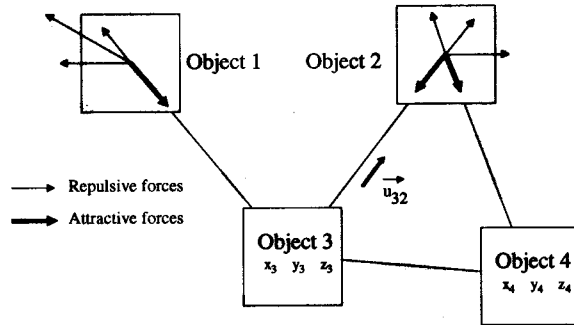 Object 1
Object 2
Repulsive forces
Attractive forces
u32
Object 3
x3 y3 z3
Object 4
x4 y4 z4